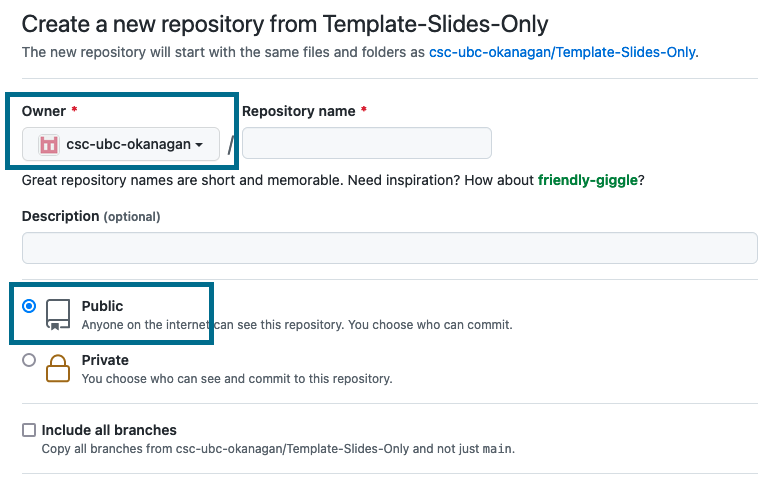 Create a new repository from Template-Slides-Only
The new repository will start with the same files and folders as csc-ubc-okanagan/Template-Slides-Only.
Owner * Repository name *
csc-ubc-okanagan /
Great repository names are short and memorable. Need inspiration? How about friendly-giggle?
Description (optional)
Public
Anyone on the internet can see this repository. You choose who can commit.
Private
You choose who can see and commit to this repository.
Include all branches
Copy all branches from csc-ubc-okanagan/Template-Slides-Only and not just main.